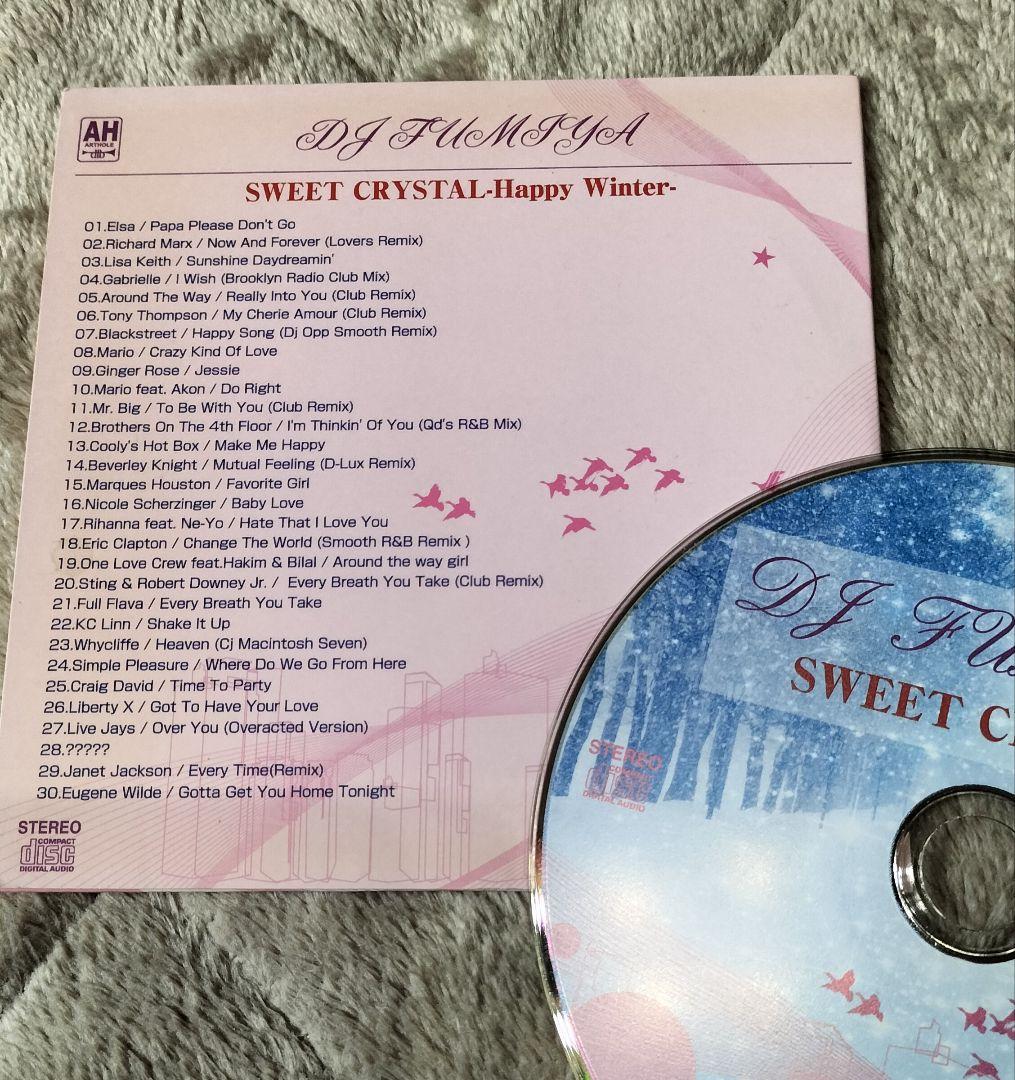 AH
ARTHOLE
DJ FUMIYA
SWEET CRYSTAL-Happy Winter-
01.Elsa / Papa Please Don't Go
02.Richard Marx / Now And Forever (Lovers Remix)
03.Lisa Keith / Sunshine Daydreamin'
04.Gabrielle / I Wish (Brooklyn Radio Club Mix)
05.Around The Way / Really Into You (Club Remix)
06.Tony Thompson / My Cherie Amour (Club Remix)
07.Blackstreet / Happy Song (Dj Opp Smooth Remix)
08.Mario / Crazy Kind Of Love
09.Ginger Rose / Jessie
10.Mario feat. Akon / Do Right
11.Mr. Big / To Be With You (Club Remix)
12.Brothers On The 4th Floor / I'm Thinkin' Of You (Qd's R&B Mix)
13.Cooly's Hot Box / Make Me Happy
14.Beverley Knight / Mutual Feeling (D-Lux Remix)
15.Marques Houston / Favorite Girl
16.Nicole Scherzinger / Baby Love
17.Rihanna feat. Ne-Yo / Hate That I Love You
18.Eric Clapton / Change The World (Smooth R&B Remix )
19.One Love Crew feat.Hakim & Bilal / Around the way girl
20.Sting & Robert Downey Jr. / Every Breath You Take (Club Remix)
21.Full Flava / Every Breath You Take
22.KC Linn / Shake It Up
23.Whycliffe / Heaven (Cj Macintosh Seven)
24.Simple Pleasure / Where Do We Go From Here
25.Craig David / Time To Party
26.Liberty X / Got To Have Your Love
27.Live Jays / Over You (Overacted Version)
28.?????
29.Janet Jackson / Every Time(Remix)
30.Eugene Wilde / Gotta Get You Home Tonight
STEREO
COMPACT
disc
DIGITAL AUDIO
DJ FU
SWEET C
STEREO
COMPACT
disc
DIGITAL AUDIO